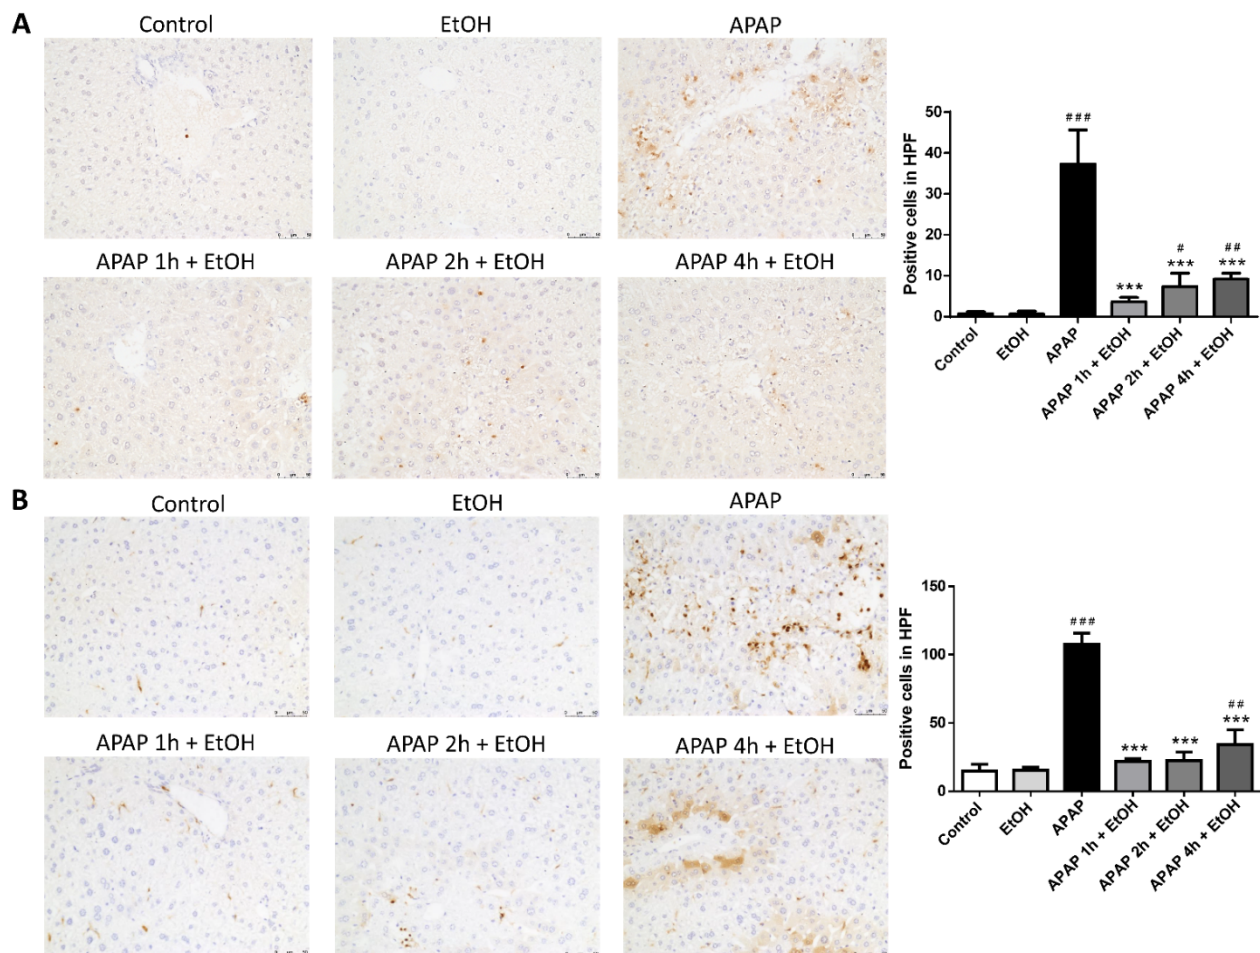 A
Control
EtOH
APAP
APAP 1h + EtOH
APAP 2h + EtOH
APAP 4h + EtOH
Positive cells in HPF
50
40
30
20
10
0
###
***
#
***
##
***
Control
EtOH
APAP
APAP 1h + EtOH
APAP 2h + EtOH
APAP 4h + EtOH
B
Control
EtOH
APAP
APAP 1h + EtOH
APAP 2h + EtOH
APAP 4h + EtOH
Positive cells in HPF
150
100
50
0
###
***
***
##
***
Control
EtOH
APAP
APAP 1h + EtOH
APAP 2h + EtOH
APAP 4h + EtOH